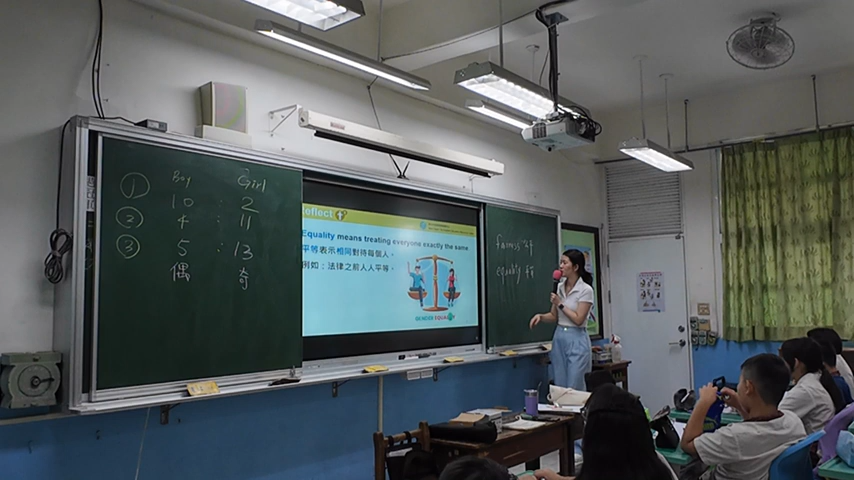 Boy Girl
① 10 : 2
② 4 : 11
③ 5 : 13
偶 奇
Reflect
Equality means treating everyone exactly the same.
平等表示相同對待每個人。
例如：法律之前人人平等。
GENDER EQUALITY
fairness 公平
equality 平等